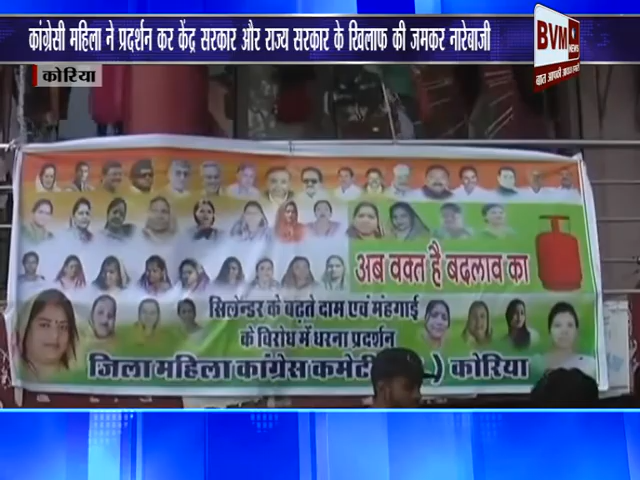 कांग्रेसी महिला ने प्रदर्शन कर केंद्र सरकार और राज्य सरकार के खिलाफ की जमकर नारेबाजी
BVM
NEWS
कोरिया
अब वक्त है बदलाव का
सिलेन्डर के बढ़ते दाम एवं मंहगाई
के विरोध में धरना प्रदर्शन
जिला महिला कांग्रेस कमेटी ) कोरिया